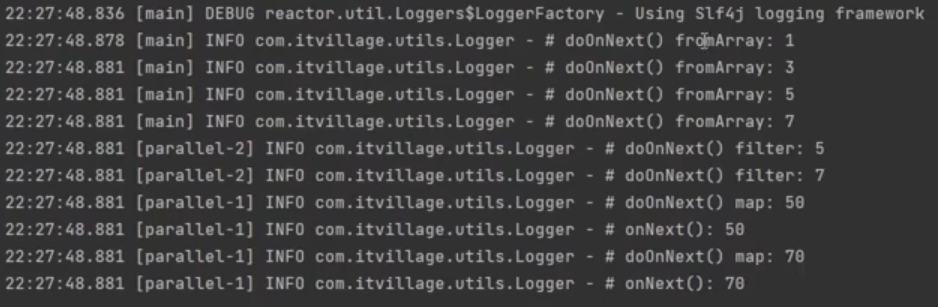 22:27:48.836 [main] DEBUG reactor.util.Loggers$LoggerFactory - Using Slf4j logging framework
22:27:48.878 [main] INFO com.itvillage.utils.Logger - # doOnNext() fromArray: 1
22:27:48.881 [main] INFO com.itvillage.utils.Logger - # doOnNext() fromArray: 3
22:27:48.881 [main] INFO com.itvillage.utils.Logger - # doOnNext() fromArray: 5
22:27:48.881 [main] INFO com.itvillage.utils.Logger - # doOnNext() fromArray: 7
22:27:48.881 [parallel-2] INFO com.itvillage.utils.Logger - # doOnNext() filter: 5
22:27:48.881 [parallel-2] INFO com.itvillage.utils.Logger - # doOnNext() filter: 7
22:27:48.881 [parallel-1] INFO com.itvillage.utils.Logger - # doOnNext() map: 50
22:27:48.881 [parallel-1] INFO com.itvillage.utils.Logger - # onNext(): 50
22:27:48.881 [parallel-1] INFO com.itvillage.utils.Logger - # doOnNext() map: 70
22:27:48.881 [parallel-1] INFO com.itvillage.utils.Logger - # onNext(): 70